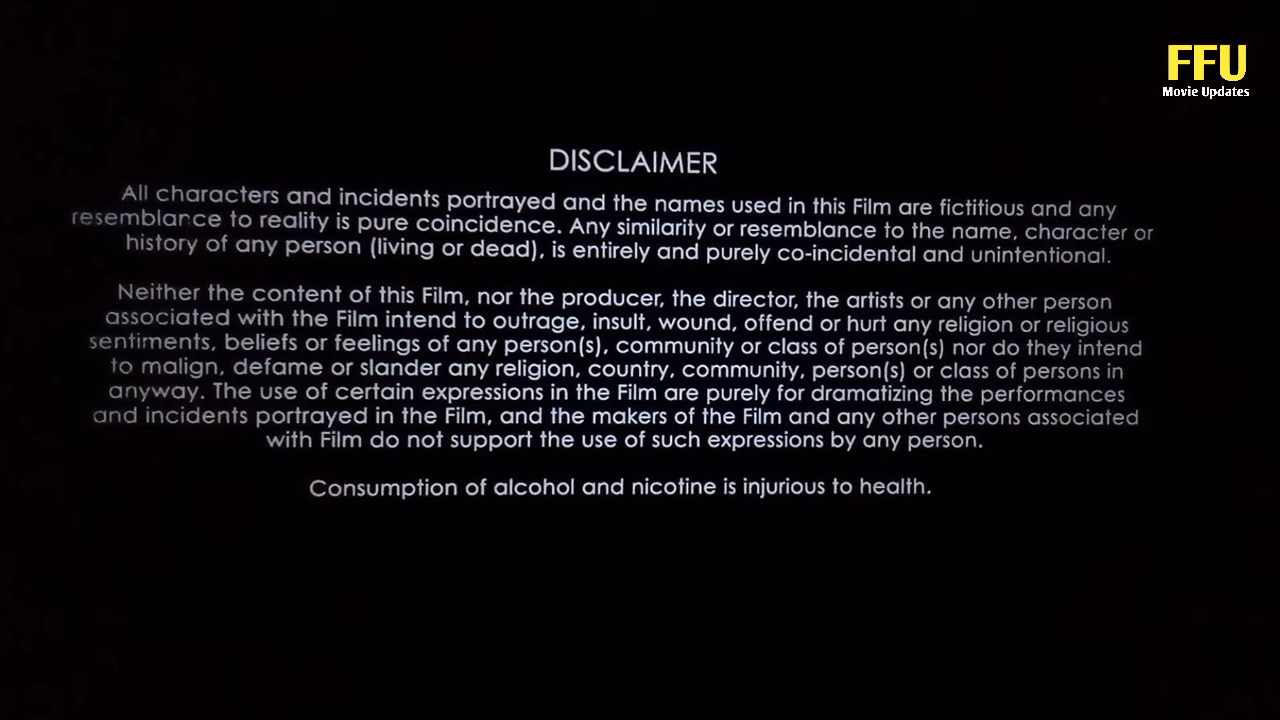 FFU
Movie Updates
DISCLAIMER
All characters and incidents portrayed and the names used in this Film are fictitious and any
resemblance to reality is pure coincidence. Any similarity or resemblance to the name, character or
history of any person (living or dead), is entirely and purely co-incidental and unintentional.
Neither the content of this Film, nor the producer, the director, the artists or any other person
associated with the Film intend to outrage, insult, wound, offend or hurt any religion or religious
sentiments, beliefs or feelings of any person(s), community or class of person(s) nor do they intend
to malign, defame or slander any religion, country, community, person(s) or class of persons in
anyway. The use of certain expressions in the Film are purely for dramatizing the performances
and incidents portrayed in the Film, and the makers of the Film and any other persons associated
with Film do not support the use of such expressions by any person.
Consumption of alcohol and nicotine is injurious to health.